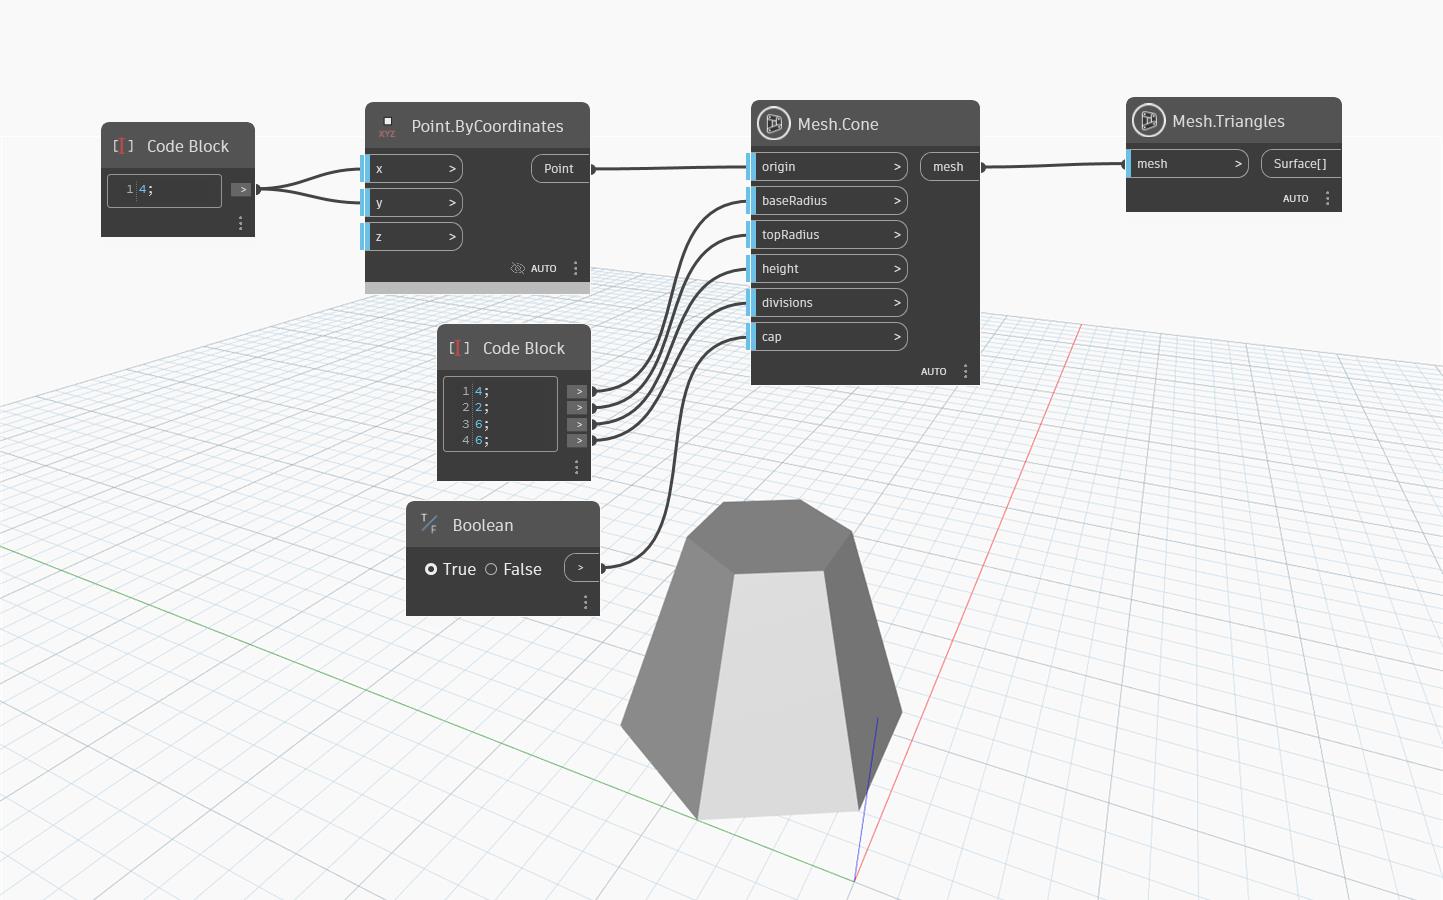 Code Block
1 4;
>
XYZ
Point.ByCoordinates
x >
y >
z >
Point
AUTO
Code Block
1 4;
2 2;
3 6;
4 6;
>
>
>
>
T
F
Boolean
True False
>
Mesh.Cone
origin >
baseRadius >
topRadius >
height >
divisions >
cap >
mesh
AUTO
Mesh.Triangles
mesh >
Surface[]
AUTO